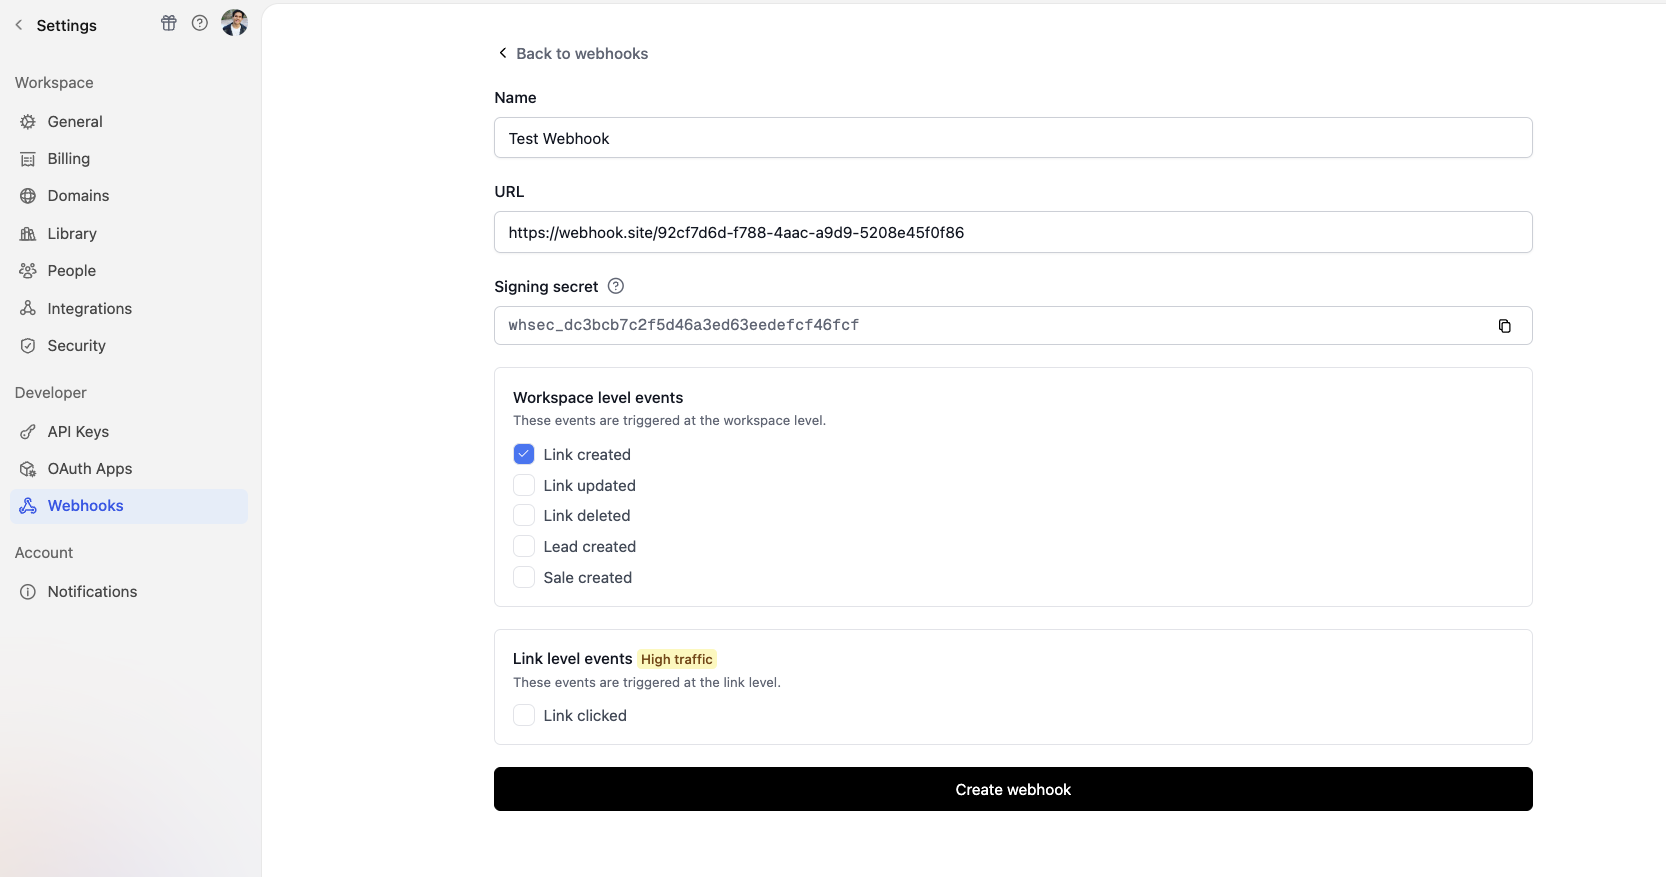 Settings
Workspace
General
Billing
Domains
Library
People
Integrations
Security
Developer
API Keys
OAuth Apps
Webhooks
Account
Notifications
Back to webhooks
Name
Test Webhook
URL
https://webhook.site/92cf7d6d-f788-4aac-a9d9-5208e45f0f86
Signing secret
whsec_dc3bcb7c2f5d46a3ed63eedefcf46fcf
Workspace level events
These events are triggered at the workspace level.
Link created
Link updated
Link deleted
Lead created
Sale created
Link level events High traffic
These events are triggered at the link level.
Link clicked
Create webhook